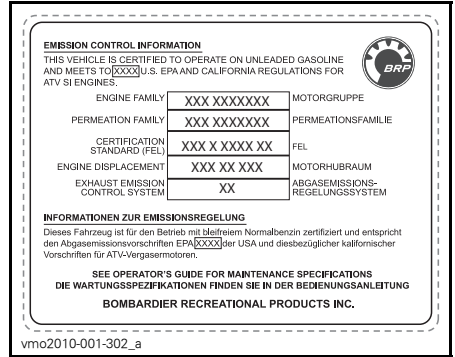 EMISSION CONTROL INFORMATION
THIS VEHICLE IS CERTIFIED TO OPERATE ON UNLEADED GASOLINE
AND MEETS TO XXXX U.S. EPA AND CALIFORNIA REGULATIONS FOR
ATV SI ENGINES.
BRP
ENGINE FAMILY XXX XXXXXXX MOTORGRUPPE
PERMEATION FAMILY XXX XXXXXXX PERMEATIONSFAMILIE
CERTIFICATION
STANDARD (FEL) XXX X XXXX XX FEL
ENGINE DISPLACEMENT XXX XX XXX MOTORHUBRAUM
EXHAUST EMISSION XX ABGASEMISSIONS-
CONTROL SYSTEM REGELUNGSSYSTEM
INFORMATIONEN ZUR EMISSIONSREGELUNG
Dieses Fahrzeug ist für den Betrieb mit bleifreiem Normalbenzin zertifiziert und entspricht
den Abgasemissionsvorschriften EPA XXXX der USA und diesbezüglicher kalifornischer
Vorschriften für ATV-Vergasermotoren.
SEE OPERATOR'S GUIDE FOR MAINTENANCE SPECIFICATIONS
DIE WARTUNGSSPEZIFIKATIONEN FINDEN SIE IN DER BEDIENUNGSANLEITUNG
BOMBARDIER RECREATIONAL PRODUCTS INC.
vmo2010-001-302_a